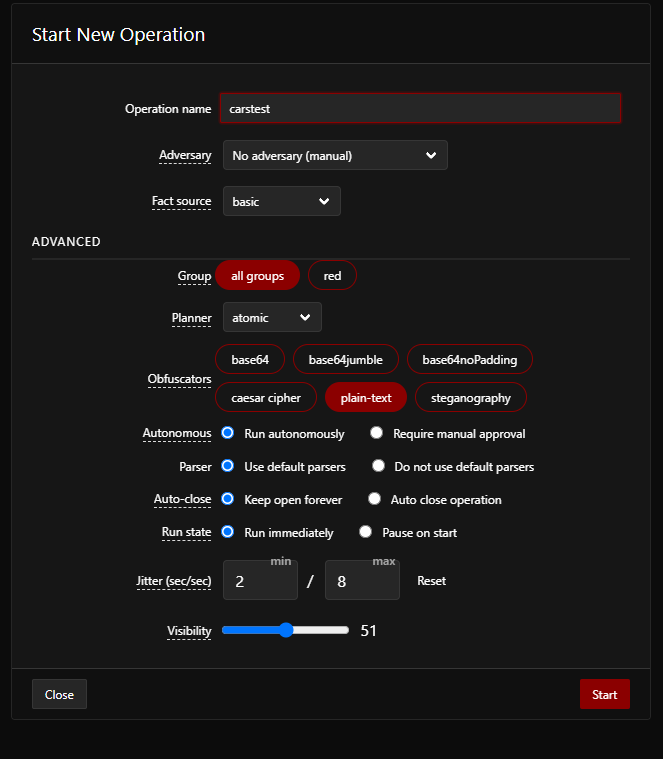 Start New Operation
Operation name carstest
Adversary No adversary (manual)
Fact source basic
ADVANCED
Group all groups red
Planner atomic
base64 base64jumble base64noPadding
Obfuscators
caesar cipher plain-text steganography
Autonomous Run autonomously Require manual approval
Parser Use default parsers Do not use default parsers
Auto-close Keep open forever Auto close operation
Run state Run immediately Pause on start
Jitter (sec/sec) 2 min / 8 max Reset
Visibility 51
Close Start